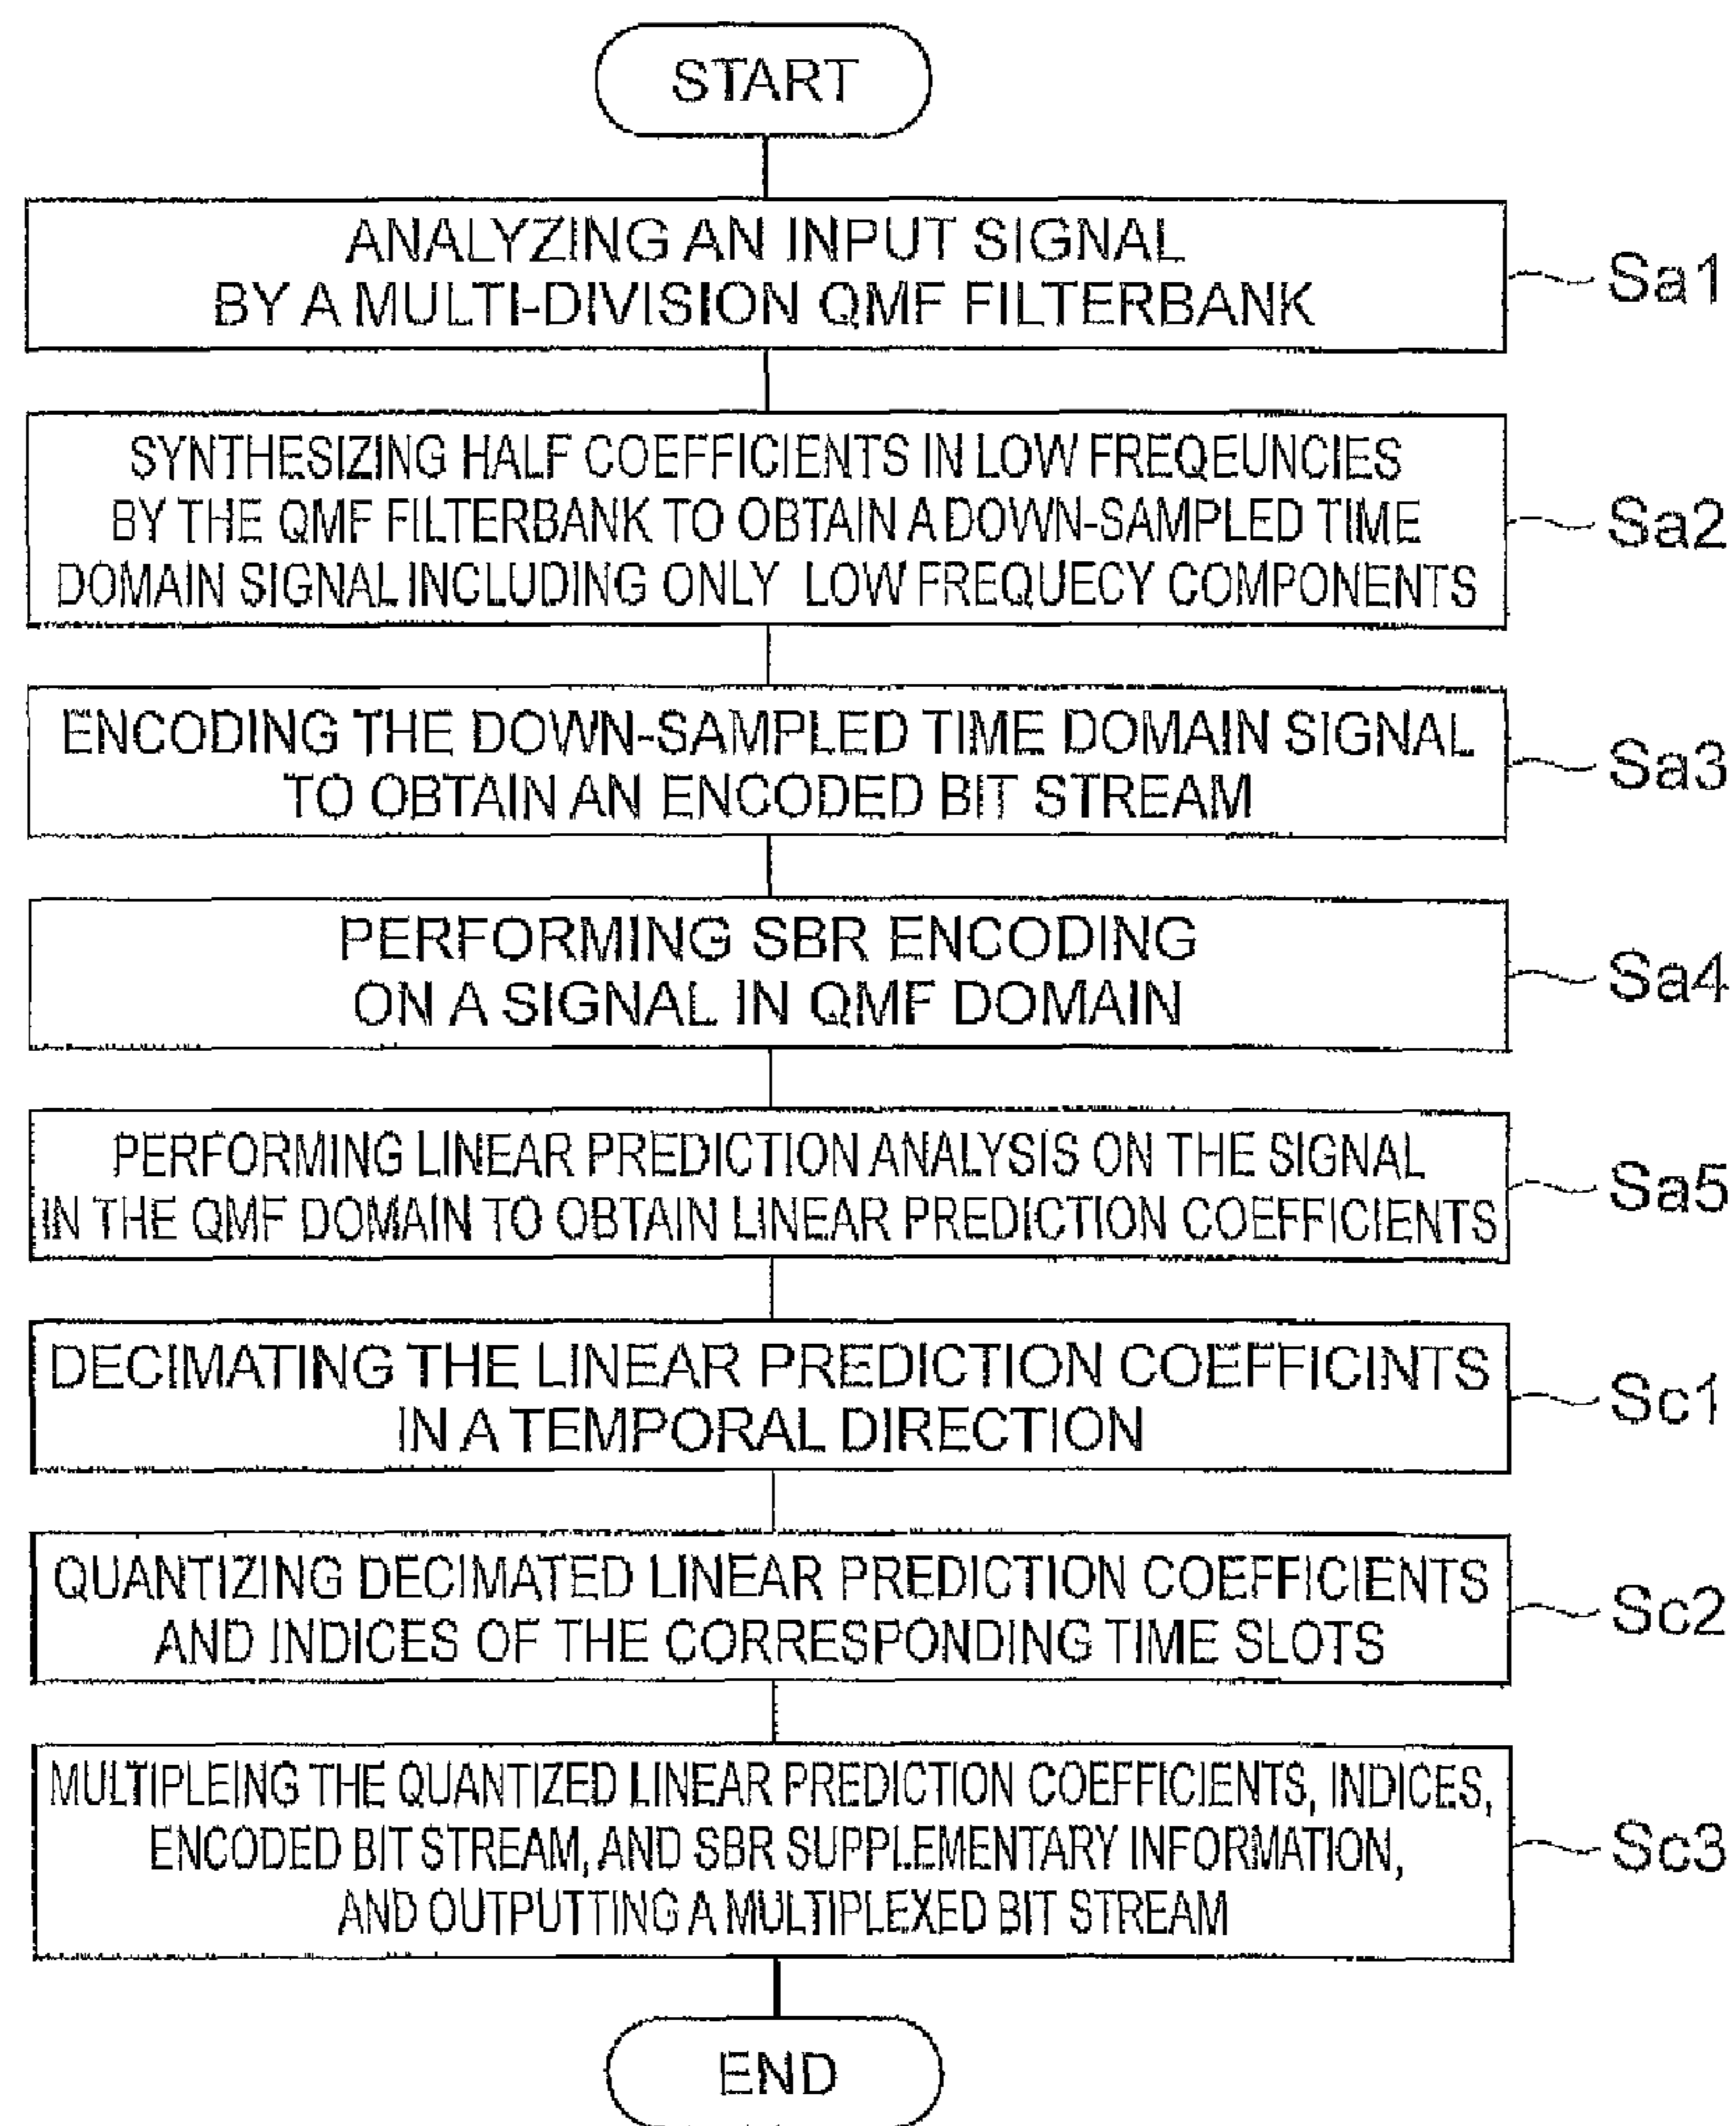 START
ANALYZING AN INPUT SIGNAL
BY A MULTI-DIVISION QMF FILTERBANK
Sa1
SYNTHESIZING HALF COEFFICIENTS IN LOW FREQEUNCIES
BY THE QMF FILTERBANK TO OBTAIN A DOWN-SAMPLED TIME
DOMAIN SIGNAL INCLUDING ONLY LOW FREQUECY COMPONENTS
Sa2
ENCODING THE DOWN-SAMPLED TIME DOMAIN SIGNAL
TO OBTAIN AN ENCODED BIT STREAM
Sa3
PERFORMING SBR ENCODING
ON A SIGNAL IN QMF DOMAIN
Sa4
PERFORMING LINEAR PREDICTION ANALYSIS ON THE SIGNAL
IN THE QMF DOMAIN TO OBTAIN LINEAR PREDICTION COEFFICIENTS
Sa5
DECIMATING THE LINEAR PREDICTION COEFFICINTS
IN A TEMPORAL DIRECTION
Sc1
QUANTIZING DECIMATED LINEAR PREDICTION COEFFICIENTS
AND INDICES OF THE CORRESPONDING TIME SLOTS
Sc2
MULTIPLEING THE QUANTIZED LINEAR PREDICTION COEFFICIENTS, INDICES,
ENCODED BIT STREAM, AND SBR SUPPLEMENTARY INFORMATION,
AND OUTPUTTING A MULTIPLEXED BIT STREAM
Sc3
END